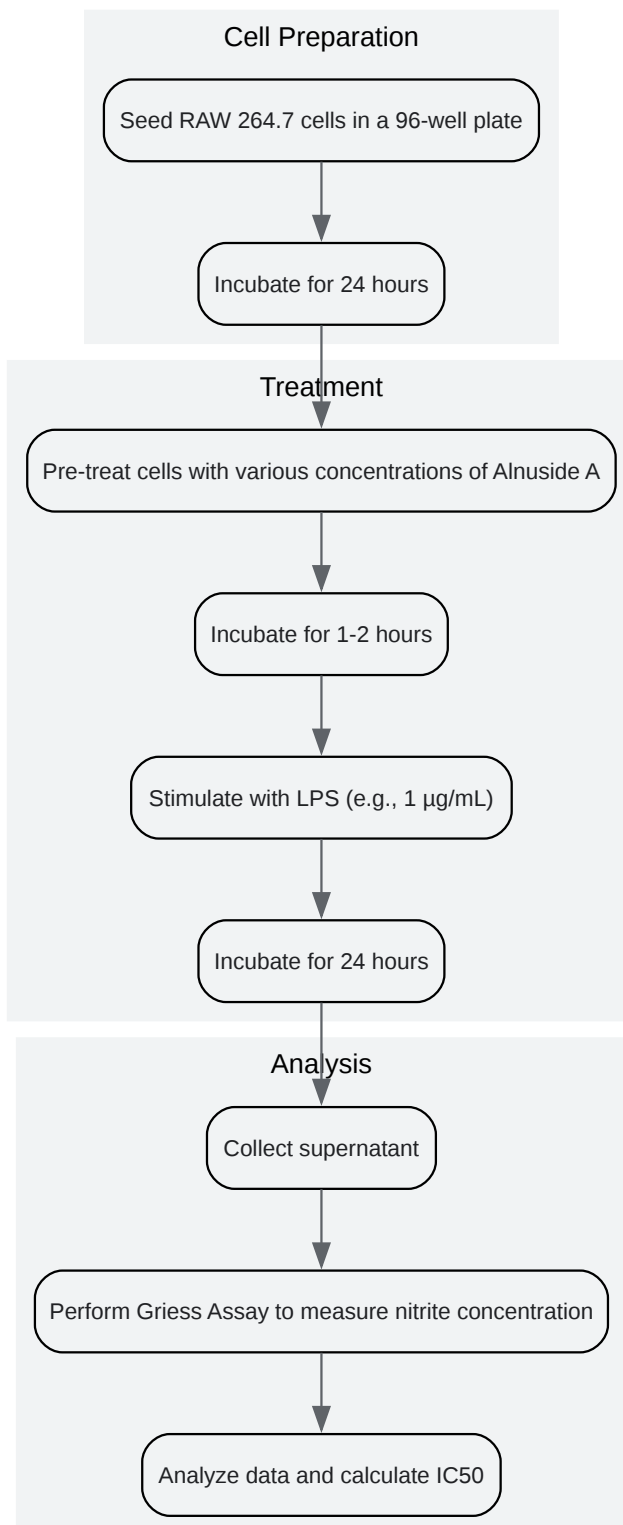 Cell Preparation
Seed RAW 264.7 cells in a 96-well plate
Incubate for 24 hours
Treatment
Pre-treat cells with various concentrations of Alnuside A
Incubate for 1-2 hours
Stimulate with LPS (e.g., 1 µg/mL)
Incubate for 24 hours
Analysis
Collect supernatant
Perform Griess Assay to measure nitrite concentration
Analyze data and calculate IC50